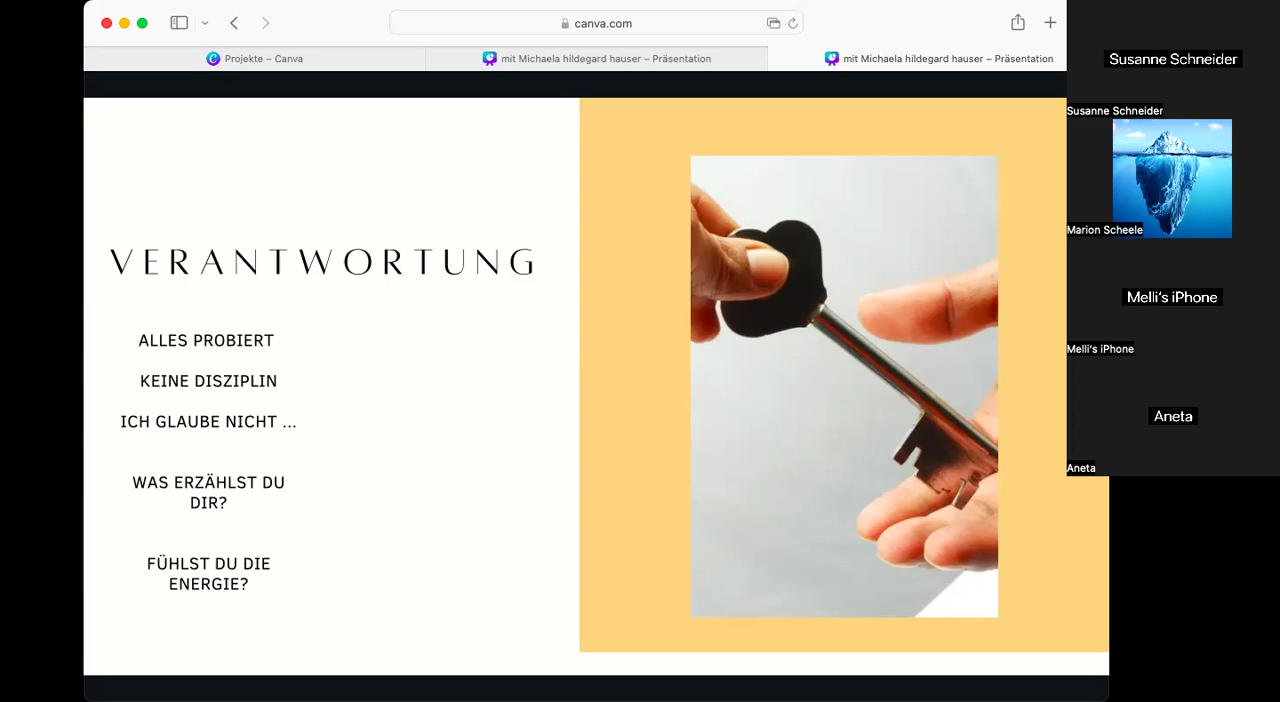 canva.com
Projekte – Canva
mit Michaela hildegard hauser – Präsentation
mit Michaela hildegard hauser – Präsentation
VERANTWORTUNG
ALLES PROBIERT
KEINE DISZIPLIN
ICH GLAUBE NICHT ...
WAS ERZÄHLST DU
DIR?
FÜHLST DU DIE
ENERGIE?
Susanne Schneider
Susanne Schneider
Marion Scheele
Melli's iPhone
Melli's iPhone
Aneta
Aneta